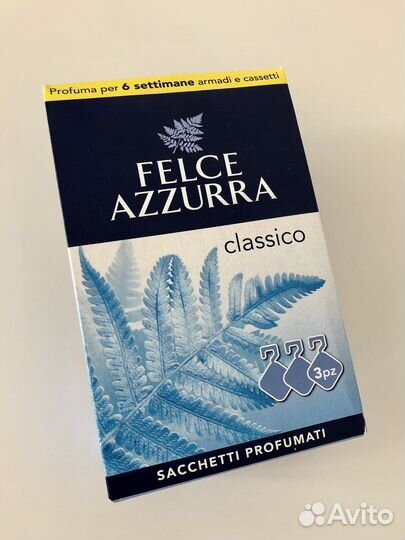 Profuma per 6 settimane armadi e cassetti
FELCE
AZZURRA
classico
3pz
SACCHETTI PROFUMATI
Avito